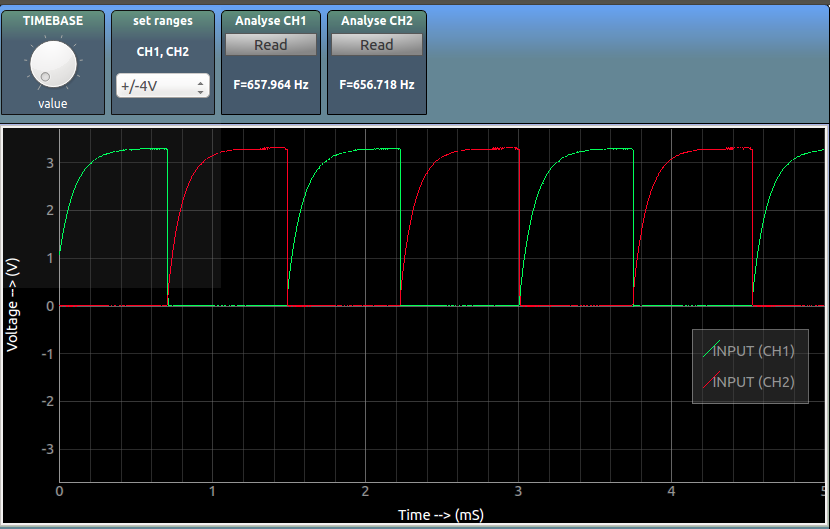 TIMEBASE
value
set ranges
CH1, CH2
+/-4V
Analyse CH1
Read
F=657.964 Hz
Analyse CH2
Read
F=656.718 Hz
Voltage --> (V)
3
2
1
0
-1
-2
-3
INPUT (CH1)
INPUT (CH2)
0 1 2 3 4 5
Time --> (mS)